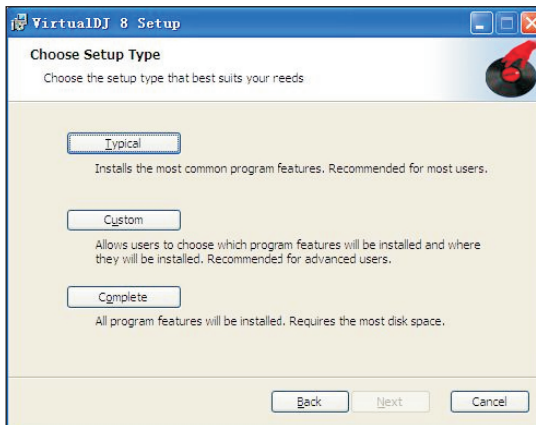 VirtualDJ 8 Setup
Choose Setup Type
Choose the setup type that best suits your needs
Typical
Installs the most common program features. Recommended for most users.
Custom
Allows users to choose which program features will be installed and where
they will be installed. Recommended for advanced users.
Complete
All program features will be installed. Requires the most disk space.
Back Next Cancel